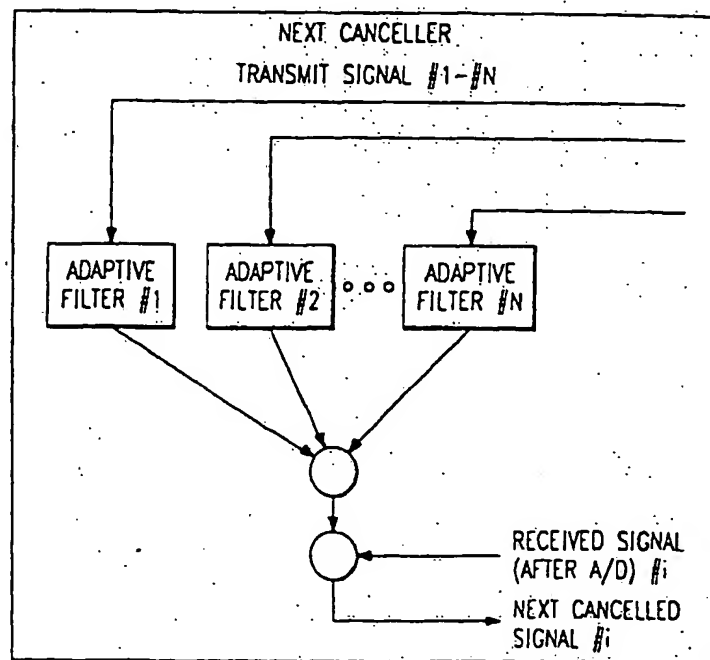 NEXT CANCELLER
TRANSMIT SIGNAL #1-#N
ADAPTIVE
FILTER #1
ADAPTIVE
FILTER #2
ADAPTIVE
FILTER #N
RECEIVED SIGNAL
(AFTER A/D) #i
NEXT CANCELLED
SIGNAL #i